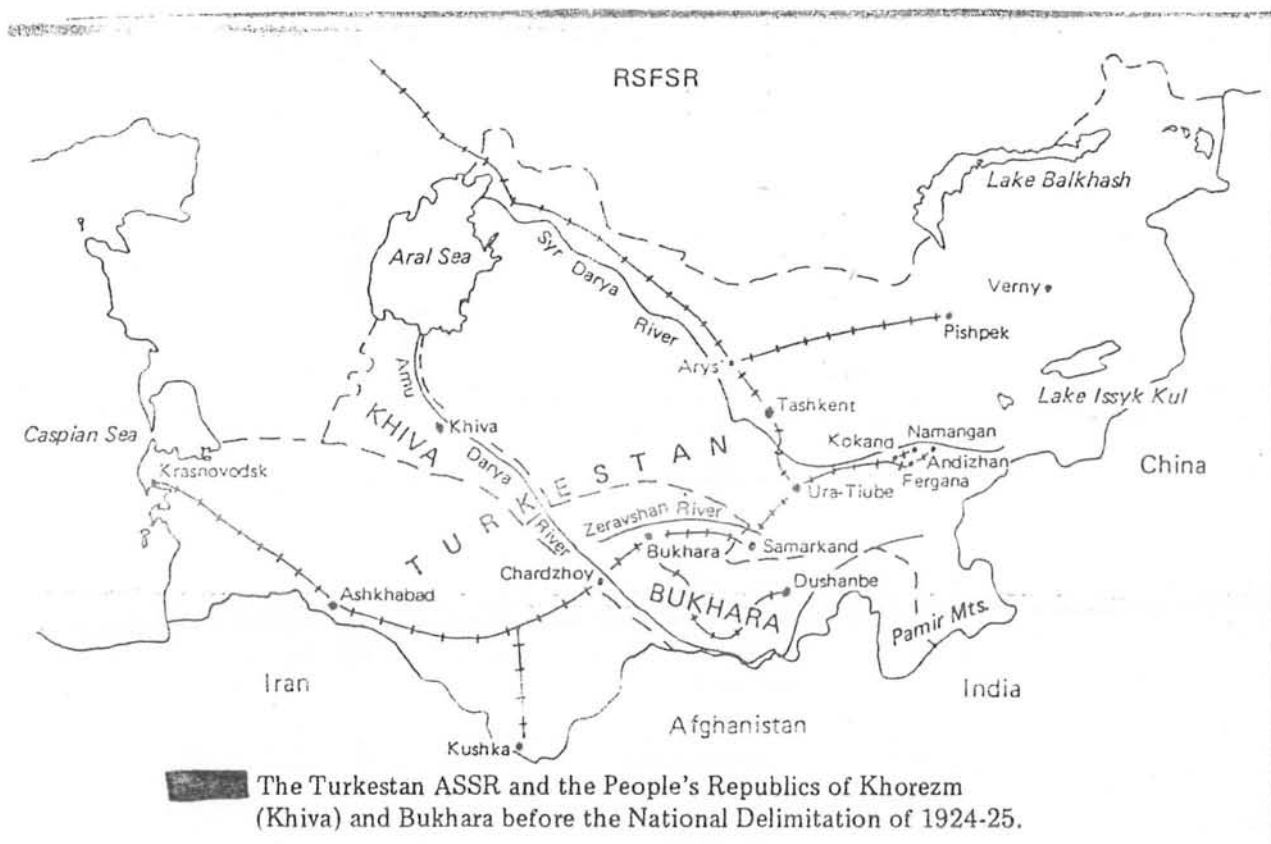 RSFSR
Lake Balkhash
Aral Sea
Syr Darya River
Verny
Pishpek
Arys'
Amu Darya River
Lake Issyk Kul
Tashkent
KHIVA
Khiva
Caspian Sea
Kokand
Namangan
Andizhan
Fergana
China
Krasnovodsk
TURKESTAN
Ura-Tiube
Zeravshan River
Bukhara
Samarkand
Chardzhoy
Dushanbe
BUKHARA
Ashkhabad
Pamir Mts.
Iran
India
Afghanistan
Kushka
The Turkestan ASSR and the People's Republics of Khorezm
(Khiva) and Bukhara before the National Delimitation of 1924-25.